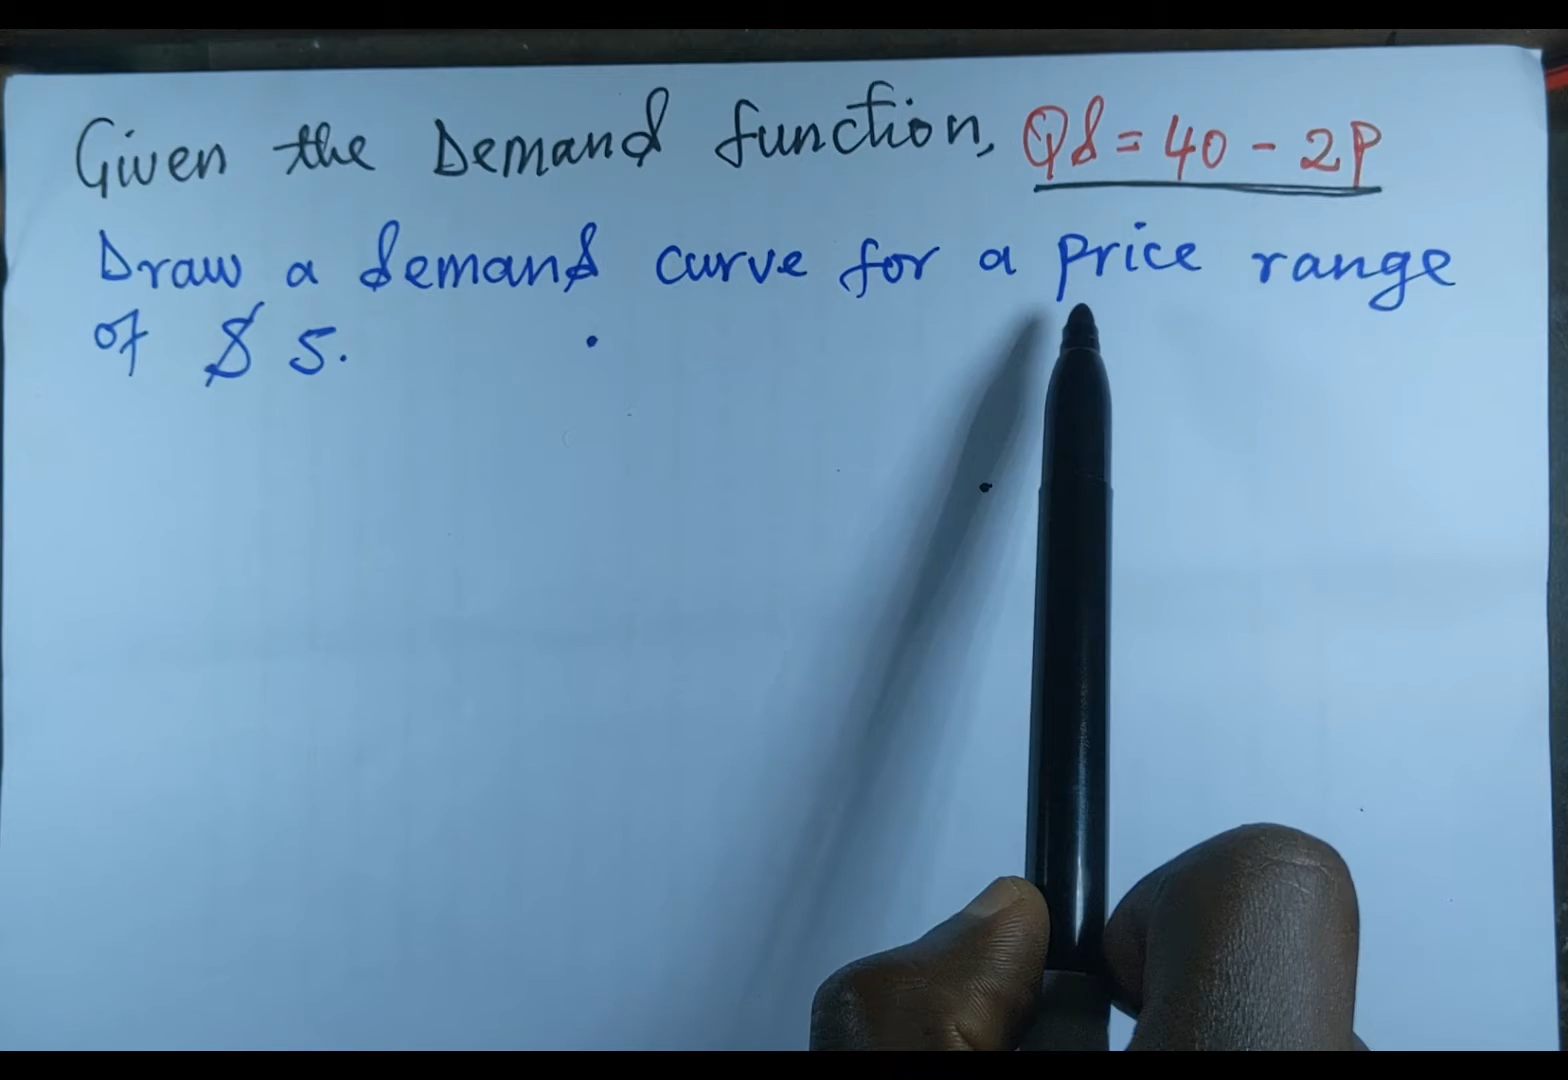 Given the Demand function, Qd = 40 - 2P
Draw a demand curve for a price range
of $ 5.